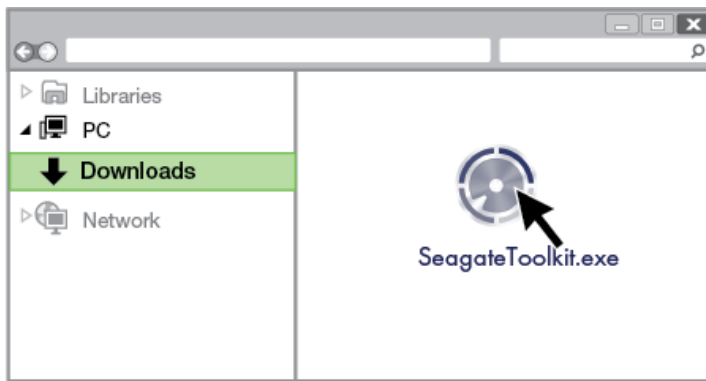 Libraries
PC
Downloads
Network
SeagateToolkit.exe